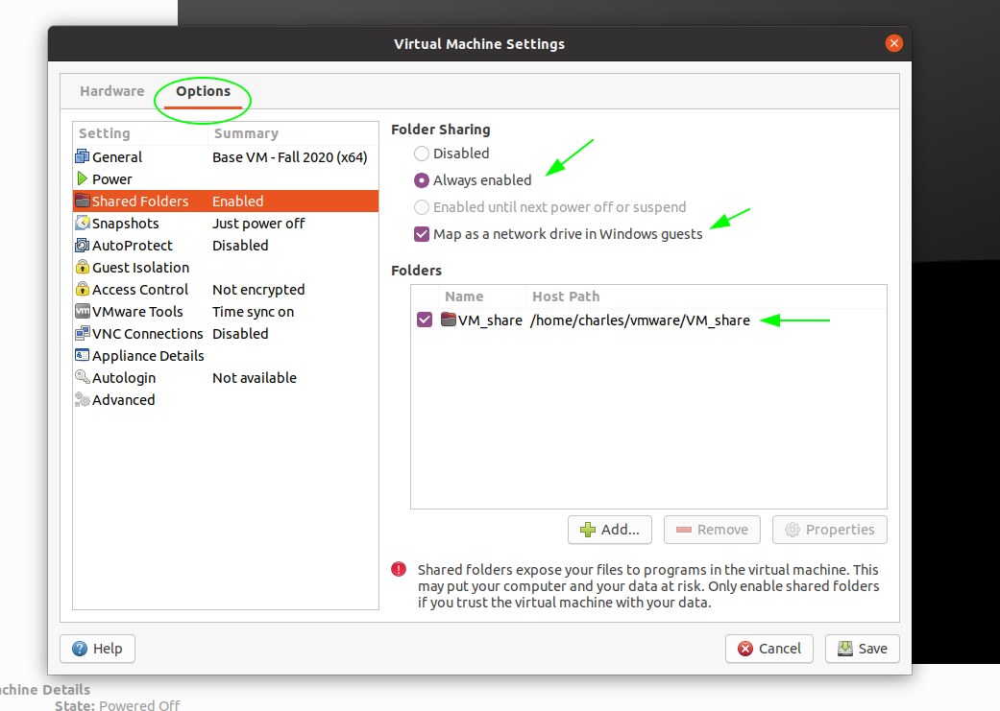 Virtual Machine Settings
Hardware
Options
Setting
Summary
General
Base VM - Fall 2020 (x64)
Power
Shared Folders
Enabled
Snapshots
Just power off
AutoProtect
Disabled
Guest Isolation
Access Control
Not encrypted
vm
VMware Tools
Time sync on
VNC Connections
Disabled
Appliance Details
Autologin
Not available
Advanced
Folder Sharing
Disabled
Always enabled
Enabled until next power off or suspend
Map as a network drive in Windows guests
Folders
Name
Host Path
VM_share
/home/charles/vmware/VM_share
Add...
Remove
Properties
Shared folders expose your files to programs in the virtual machine. This
may put your computer and your data at risk. Only enable shared folders
if you trust the virtual machine with your data.
Help
Cancel
Save
Details
State: Powered Off